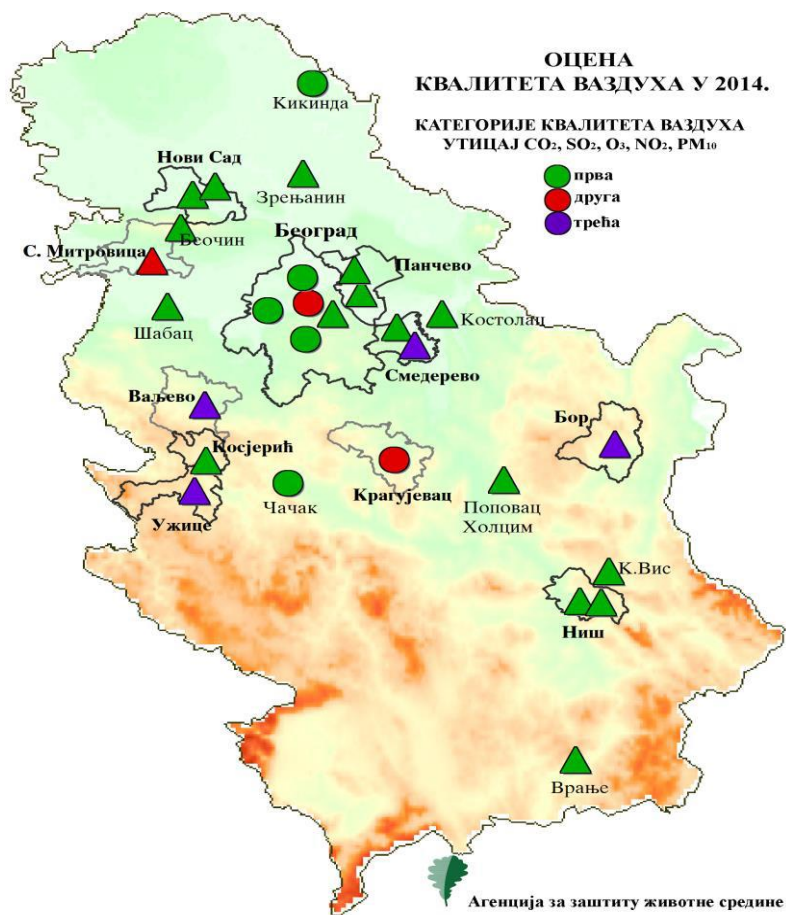 ОЦЕНА
КВАЛИТЕТА ВАЗДУХА У 2014.
КАТЕГОРИЈЕ КВАЛИТЕТА ВАЗДУХА
УТИЦАЈ CO₂, SO₂, O₃, NO₂, PM₁₀
прва
друга
трећа
Кикинда
Нови Сад
Зрењанин
Беочин
Београд
С. Митровица
Панчево
Шабац
Костолац
Смедерево
Ваљево
Бор
Косјерић
Крагујевац
Чачак
Поповац
Холцим
Ужице
К.Вис
Ниш
Врање
Агенција за заштиту животне средине